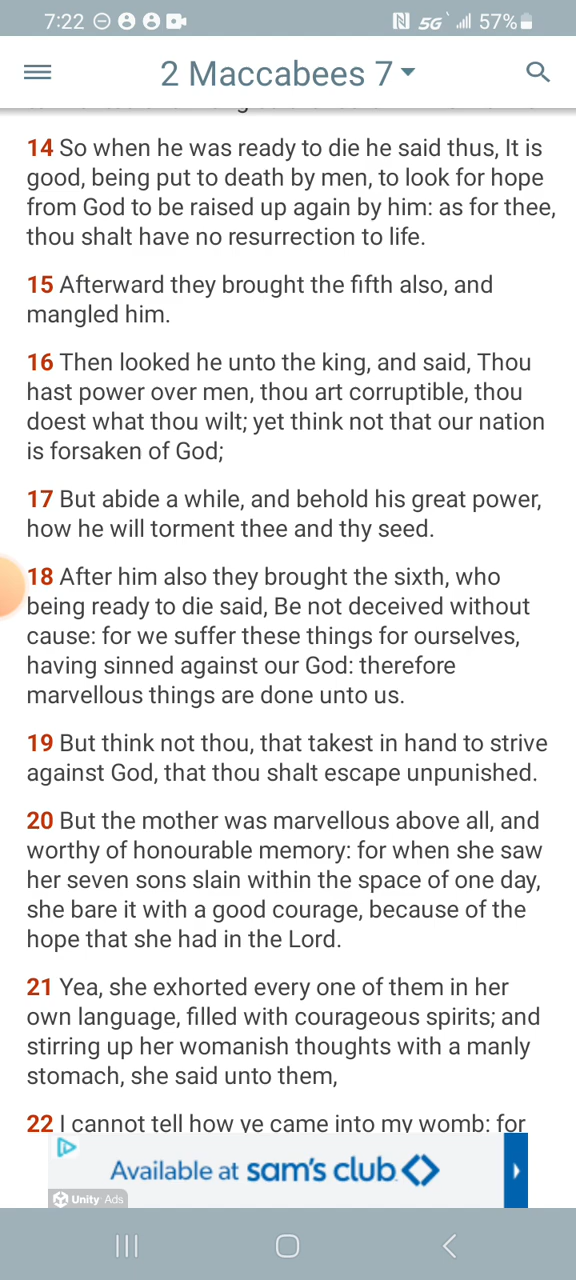 7:22
5G
57%
2 Maccabees 7
14 So when he was ready to die he said thus, It is
good, being put to death by men, to look for hope
from God to be raised up again by him: as for thee,
thou shalt have no resurrection to life.
15 Afterward they brought the fifth also, and
mangled him.
16 Then looked he unto the king, and said, Thou
hast power over men, thou art corruptible, thou
doest what thou wilt; yet think not that our nation
is forsaken of God;
17 But abide a while, and behold his great power,
how he will torment thee and thy seed.
18 After him also they brought the sixth, who
being ready to die said, Be not deceived without
cause: for we suffer these things for ourselves,
having sinned against our God: therefore
marvellous things are done unto us.
19 But think not thou, that takest in hand to strive
against God, that thou shalt escape unpunished.
20 But the mother was marvellous above all, and
worthy of honourable memory: for when she saw
her seven sons slain within the space of one day,
she bare it with a good courage, because of the
hope that she had in the Lord.
21 Yea, she exhorted every one of them in her
own language, filled with courageous spirits; and
stirring up her womanish thoughts with a manly
stomach, she said unto them,
22 I cannot tell how ye came into my womb: for
Available at sam's club
Unity Ads